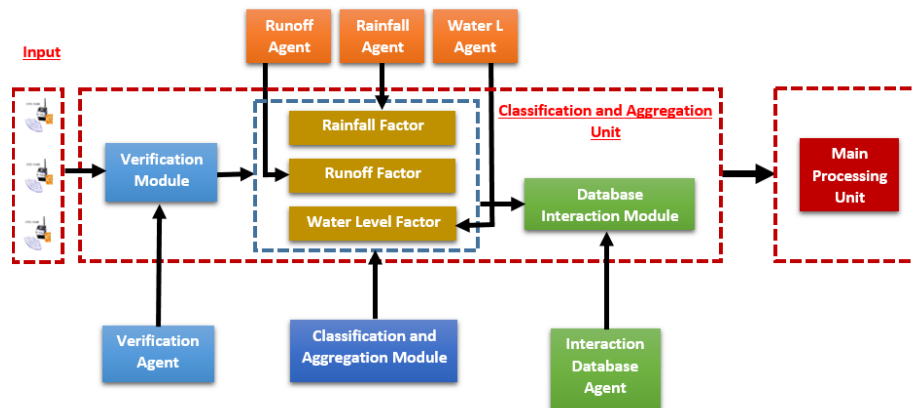 Runoff
Agent
Rainfall
Agent
Water L
Agent
Input
Classification and Aggregation
Unit
Rainfall Factor
Verification
Module
Runoff Factor
Main
Processing
Unit
Database
Interaction Module
Water Level Factor
Verification
Agent
Classification and
Aggregation Module
Interaction
Database
Agent